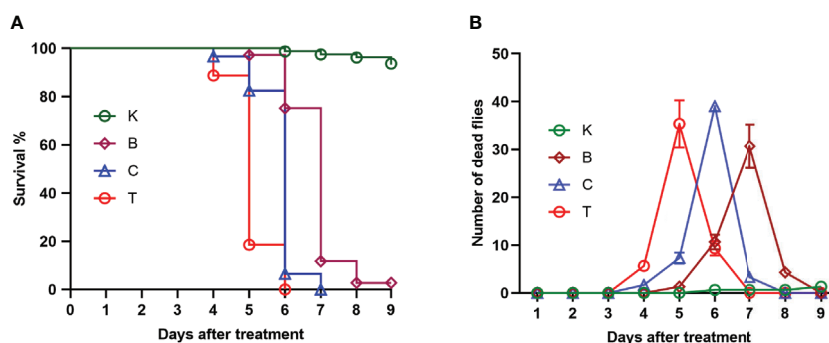 A
B
100
80
60
40
20
0
Survival %
K
B
C
T
0
1
2
3
4
5
6
7
8
9
Days after treatment
50
40
30
20
10
0
Number of dead flies
K
B
C
T
1
2
3
4
5
6
7
8
9
Days after treatment